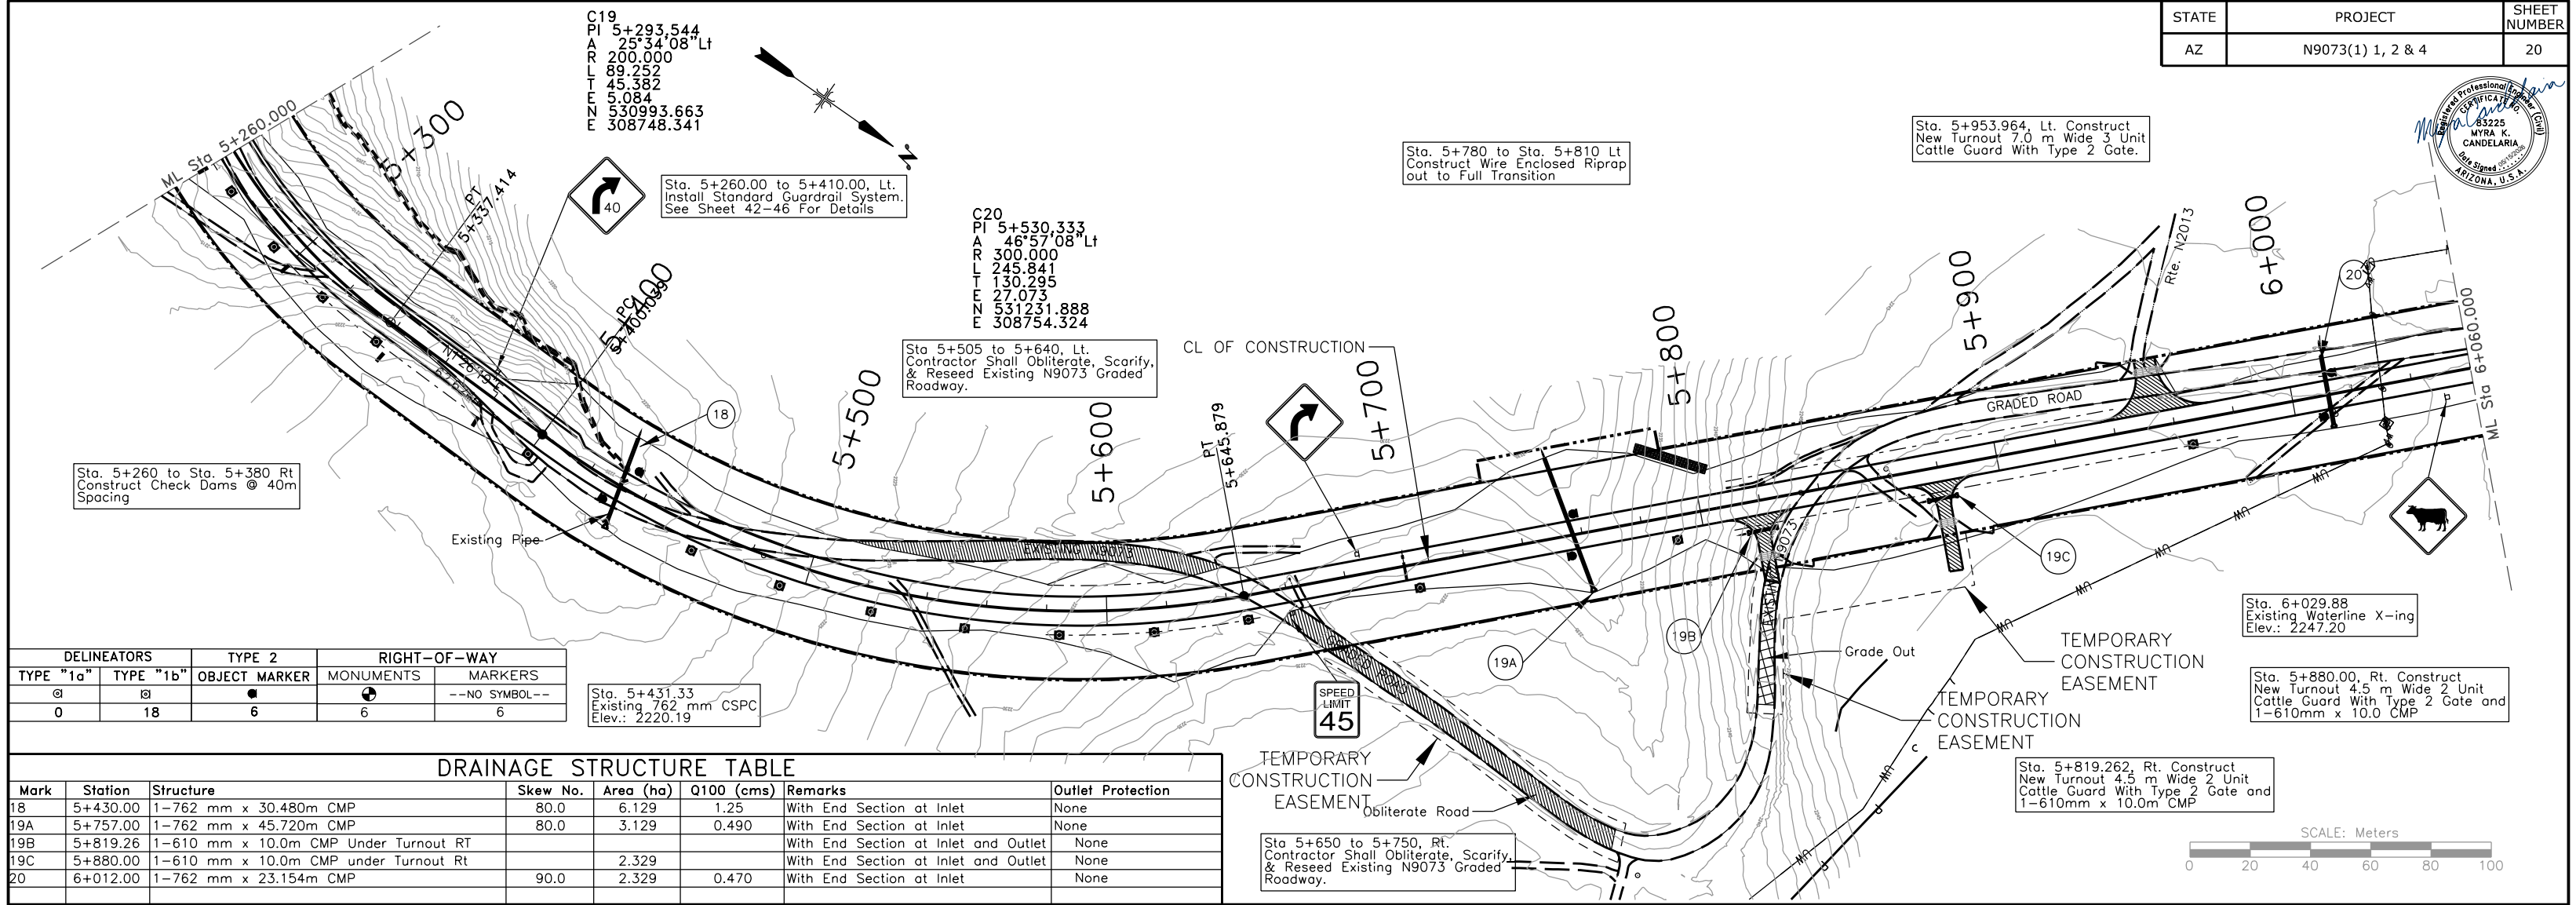 STATE PROJECT SHEET NUMBER
AZ N9073(1) 1, 2 & 4 20
Registered Professional Engineer (Civil)
CERTIFICATE NO.
83225
MYRA K.
CANDELARIA
Date Signed
ARIZONA, U.S.A.
C19
PI 5+293,544
A 25°34'08"Lt
R 200.000
L 89.252
T 45.382
E 5.084
N 530993.663
E 308748.341
N
ML Sta 5+260.000
5+300
PT
5+337.414
40
Sta. 5+260.00 to 5+410.00, Lt.
Install Standard Guardrail System.
See Sheet 42-46 For Details
5+400
PC
C20
PI 5+530,333
A 46°57'08"Lt
R 300.000
L 245.841
T 130.295
E 27.073
N 531231.888
E 308754.324
Sta 5+505 to 5+640, Lt.
Contractor Shall Obliterate, Scarify,
& Reseed Existing N9073 Graded
Roadway.
Sta. 5+780 to Sta. 5+810 Lt
Construct Wire Enclosed Riprap
out to Full Transition
Sta. 5+953.964, Lt. Construct
New Turnout 7.0 m Wide 3 Unit
Cattle Guard With Type 2 Gate.
CL OF CONSTRUCTION
18
5+500
5+600
PT
5+645.879
5+700
5+800
5+900
6+000
Rte. N2013
20
GRADED ROAD
ML Sta 6+060.000
Sta. 5+260 to Sta. 5+380 Rt
Construct Check Dams @ 40m
Spacing
Existing Pipe
EXISTING N9073
19A
19B
19C
Grade Out
TEMPORARY
CONSTRUCTION
EASEMENT
TEMPORARY
CONSTRUCTION
EASEMENT
Sta. 6+029.88
Existing Waterline X-ing
Elev.: 2247.20
Sta. 5+880.00, Rt. Construct
New Turnout 4.5 m Wide 2 Unit
Cattle Guard With Type 2 Gate and
1-610mm x 10.0 CMP
Sta. 5+819.262, Rt. Construct
New Turnout 4.5 m Wide 2 Unit
Cattle Guard With Type 2 Gate and
1-610mm x 10.0m CMP
DELINEATORS TYPE 2 RIGHT-OF-WAY
TYPE "1a" TYPE "1b" OBJECT MARKER MONUMENTS MARKERS
--NO SYMBOL--
0 18 6 6 6
Sta. 5+431.33
Existing 762 mm CSPC
Elev.: 2220.19
SPEED
LIMIT
45
TEMPORARY
CONSTRUCTION
EASEMENT
Obliterate Road
Sta 5+650 to 5+750, Rt.
Contractor Shall Obliterate, Scarify,
& Reseed Existing N9073 Graded
Roadway.
DRAINAGE STRUCTURE TABLE
Mark Station Structure Skew No. Area (ha) Q100 (cms) Remarks Outlet Protection
18 5+430.00 1-762 mm x 30.480m CMP 80.0 6.129 1.25 With End Section at Inlet None
19A 5+757.00 1-762 mm x 45.720m CMP 80.0 3.129 0.490 With End Section at Inlet None
19B 5+819.26 1-610 mm x 10.0m CMP Under Turnout RT With End Section at Inlet and Outlet None
19C 5+880.00 1-610 mm x 10.0m CMP under Turnout Rt 2.329 With End Section at Inlet and Outlet None
20 6+012.00 1-762 mm x 23.154m CMP 90.0 2.329 0.470 With End Section at Inlet None
SCALE: Meters
0 20 40 60 80 100